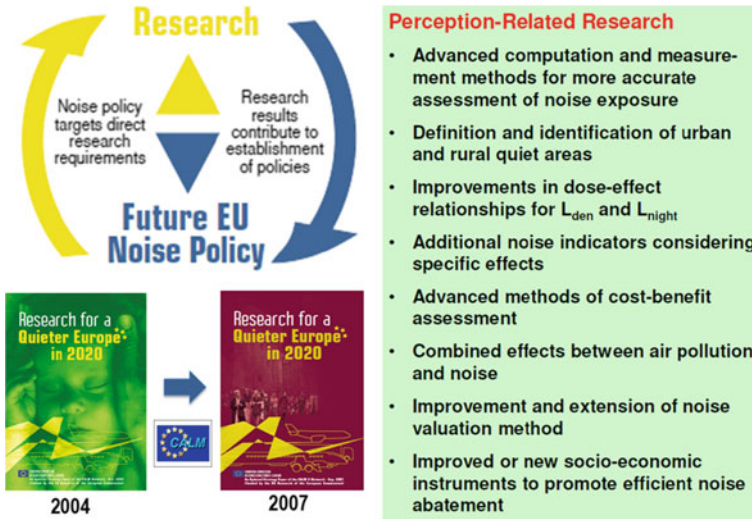 Research
Noise policy
targets direct
research
requirements
Research
results
contribute to
establishment
of policies
Future EU
Noise Policy
Research for a
Quieter Europe
in 2020
2004
CALM
Research for a
Quieter Europe
in 2020
2007
Perception-Related Research
• Advanced computation and measure-
ment methods for more accurate
assessment of noise exposure
• Definition and identification of urban
and rural quiet areas
• Improvements in dose-effect
relationships for Lden and Lnight
• Additional noise indicators considering
specific effects
• Advanced methods of cost-benefit
assessment
• Combined effects between air pollution
and noise
• Improvement and extension of noise
valuation method
• Improved or new socio-economic
instruments to promote efficient noise
abatement